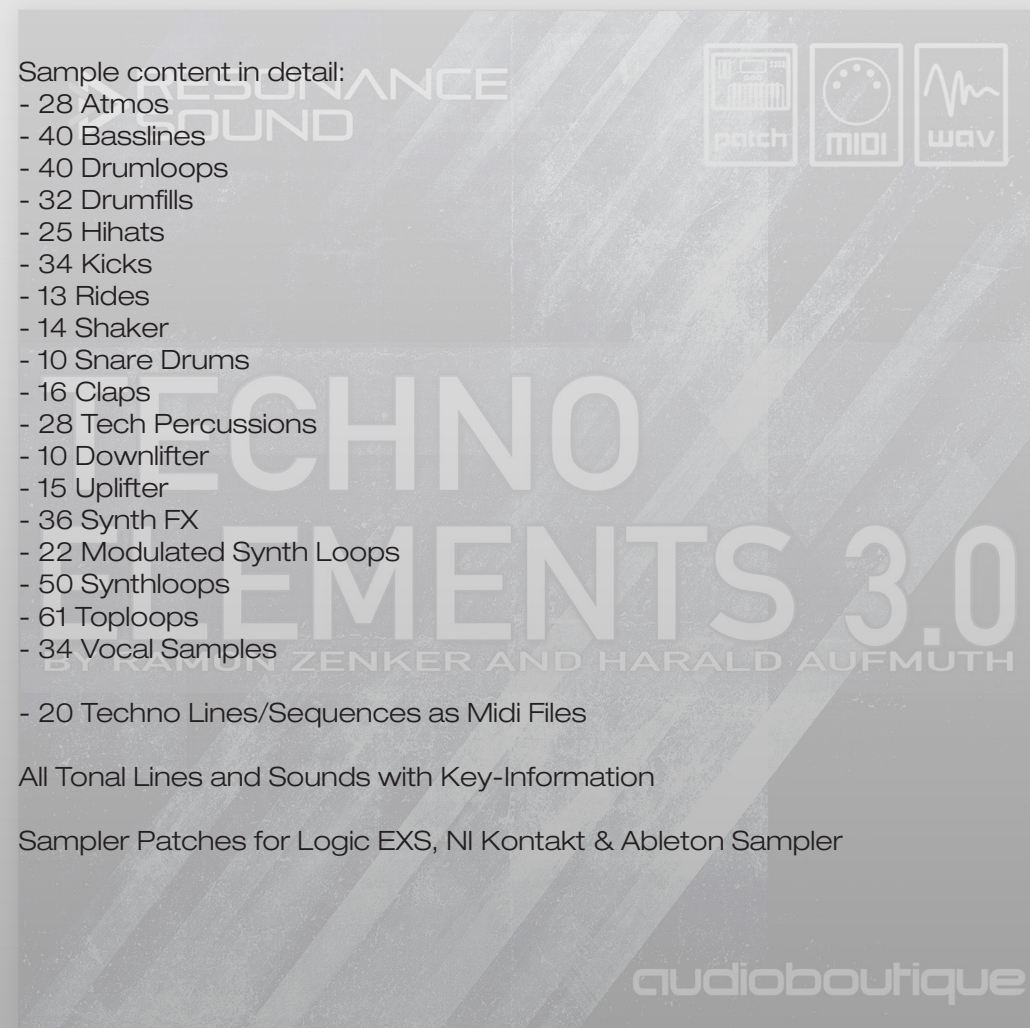 Sample content in detail:
RESONANCE
SOUND
patch
MIDI
wav
- 28 Atmos
- 40 Basslines
- 40 Drumloops
- 32 Drumfills
- 25 Hihats
- 34 Kicks
- 13 Rides
- 14 Shaker
- 10 Snare Drums
- 16 Claps
- 28 Tech Percussions
- 10 Downlifter
- 15 Uplifter
- 36 Synth FX
- 22 Modulated Synth Loops
- 50 Synthloops
- 61 Toploops
- 34 Vocal Samples
TECHNO
ELEMENTS 3.0
BY RAMON ZENKER AND HARALD AUFMUTH
- 20 Techno Lines/Sequences as Midi Files
All Tonal Lines and Sounds with Key-Information
Sampler Patches for Logic EXS, NI Kontakt & Ableton Sampler
audioboutique